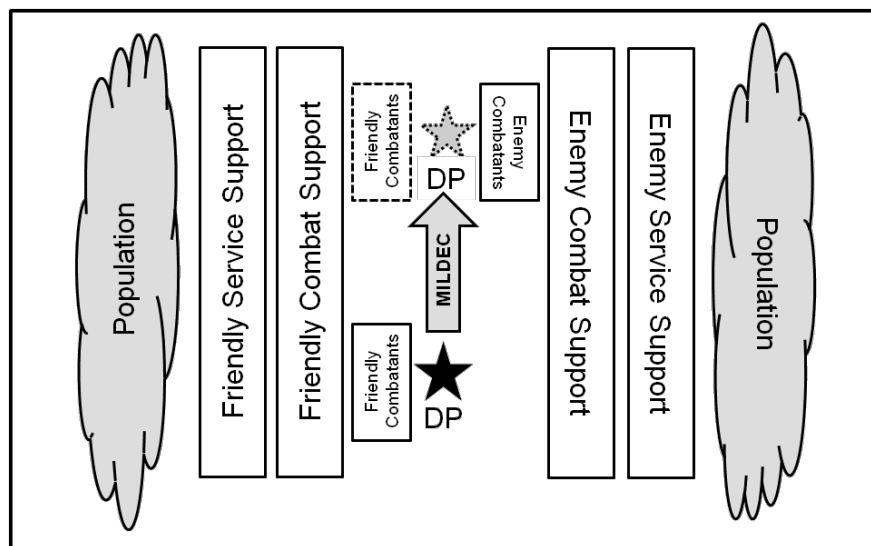 Population
Friendly Service Support
Friendly Combat Support
Friendly
Combatants
DP
Enemy
Combatants
MILDEC
Friendly
Combatants
DP
Enemy Combat Support
Enemy Service Support
Population